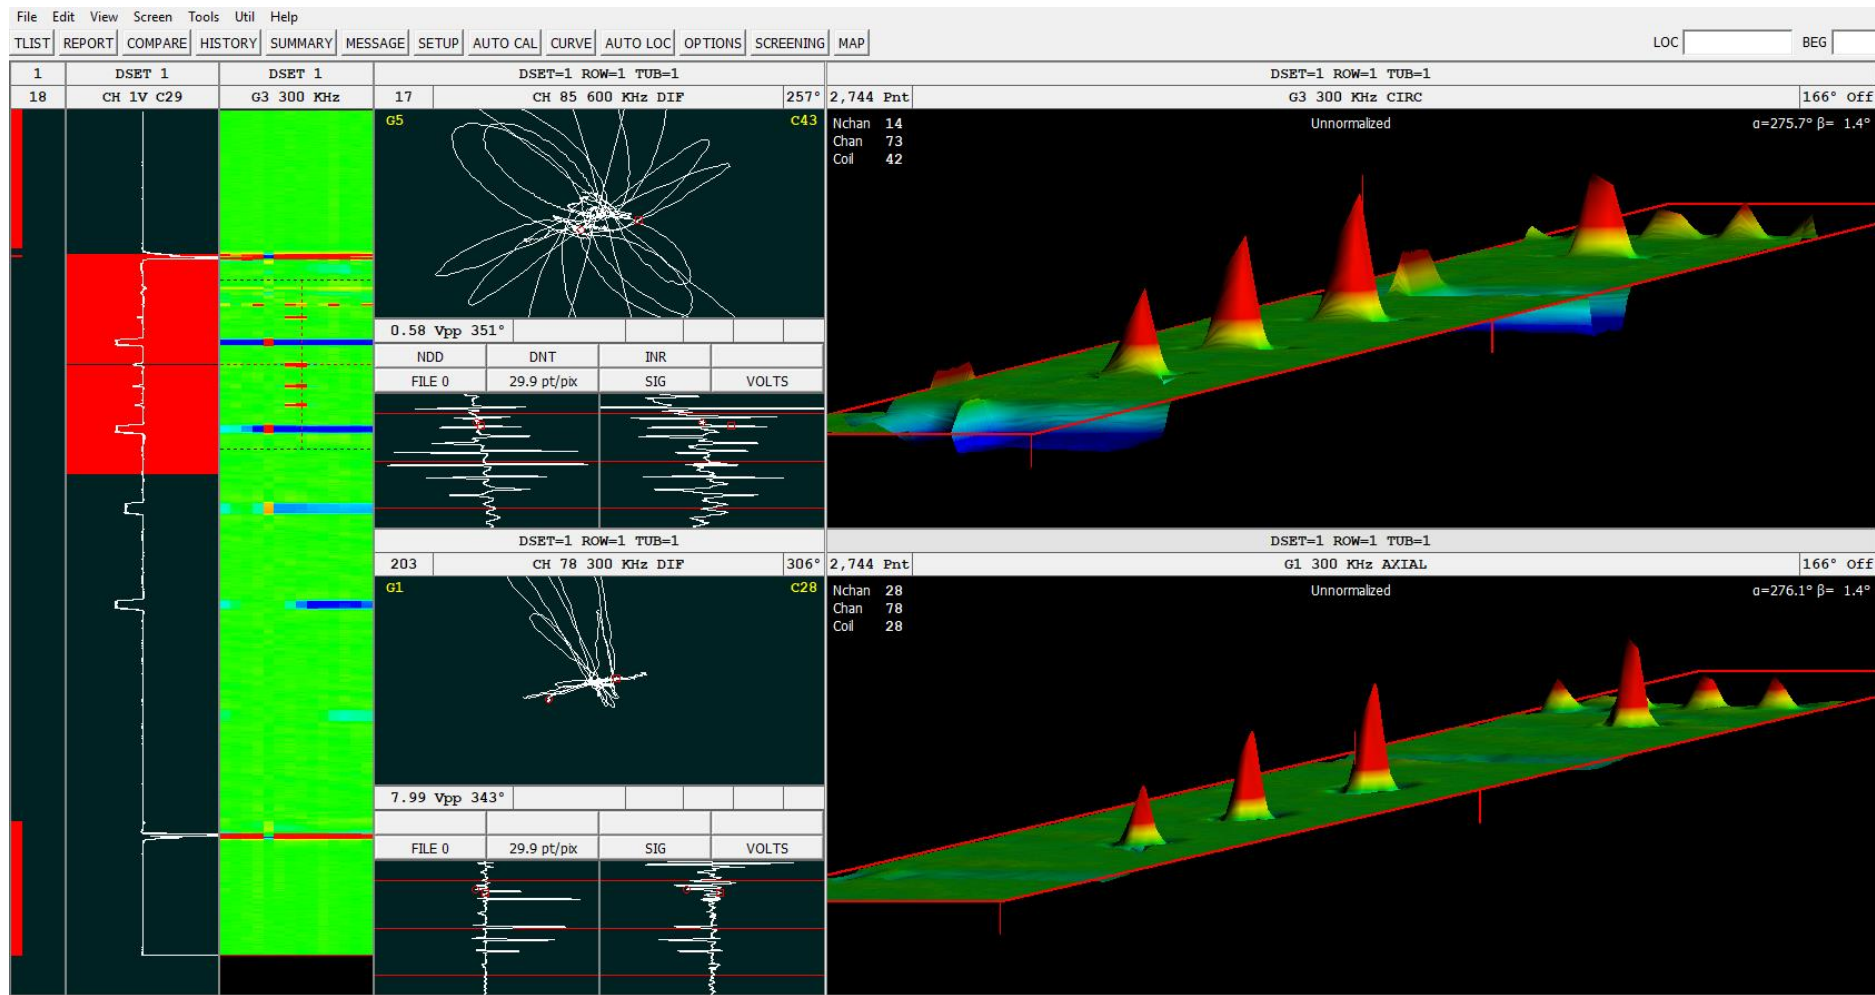 File Edit View Screen Tools Util Help
TLIST REPORT COMPARE HISTORY SUMMARY MESSAGE SETUP AUTO CAL CURVE AUTO LOC OPTIONS SCREENING MAP LOC BEG
1 DSET 1 DSET 1 DSET=1 ROW=1 TUB=1 DSET=1 ROW=1 TUB=1
18 CH 1V C29 G3 300 KHz 17 CH 85 600 KHz DIF 257° 2,744 Pnt G3 300 KHz CIRC 166° Off
G5 C43 Nchan 14 Unnormalized α=275.7° β= 1.4°
Chan 73
Coil 42
0.58 Vpp 351°
NDD DNT INR
FILE 0 29.9 pt/pix SIG VOLTS
DSET=1 ROW=1 TUB=1 DSET=1 ROW=1 TUB=1
203 CH 78 300 KHz DIF 306° 2,744 Pnt G1 300 KHz AXIAL 166° Off
G1 C28 Nchan 28 Unnormalized α=276.1° β= 1.4°
Chan 78
Coil 28
7.99 Vpp 343°
FILE 0 29.9 pt/pix SIG VOLTS